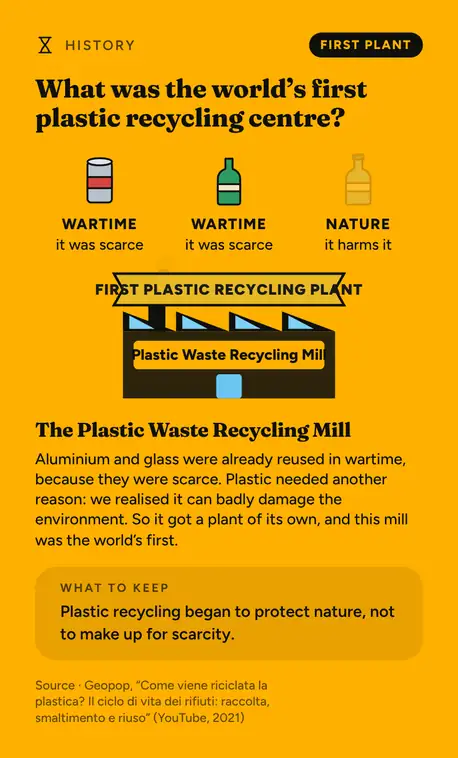 HISTORY
FIRST PLANT
What was the world’s first
plastic recycling centre?
WARTIME
it was scarce
WARTIME
it was scarce
NATURE
it harms it
FIRST PLASTIC RECYCLING PLANT
Plastic Waste Recycling Mill
The Plastic Waste Recycling Mill
Aluminium and glass were already reused in wartime,
because they were scarce. Plastic needed another
reason: we realised it can badly damage the
environment. So it got a plant of its own, and this mill
was the world’s first.
WHAT TO KEEP
Plastic recycling began to protect nature, not
to make up for scarcity.
Source · Geopop, “Come viene riciclata la
plastica? Il ciclo di vita dei rifiuti: raccolta,
smaltimento e riuso” (YouTube, 2021)